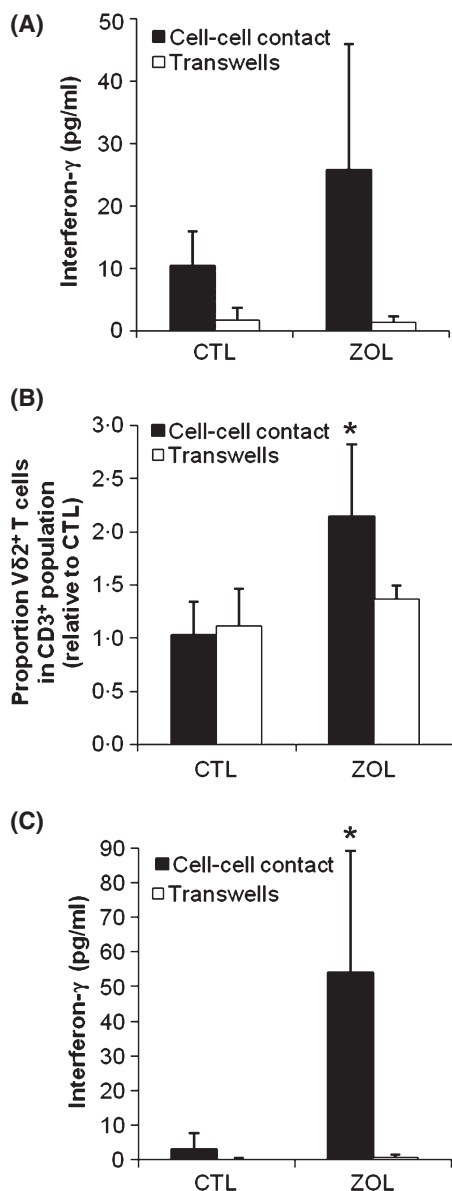 (A)
50
40
30
20
10
0
Interferon-γ (pg/ml)
Cell-cell contact
Transwells
CTL
ZOL
(B)
3·0
2·5
2·0
1·5
1·0
0·5
0·0
Proportion Vδ2⁺ T cells
in CD3⁺ population
(relative to CTL)
Cell-cell contact
Transwells
*
CTL
ZOL
(C)
90
80
70
60
50
40
30
20
10
0
Interferon-γ (pg/ml)
Cell-cell contact
Transwells
*
CTL
ZOL